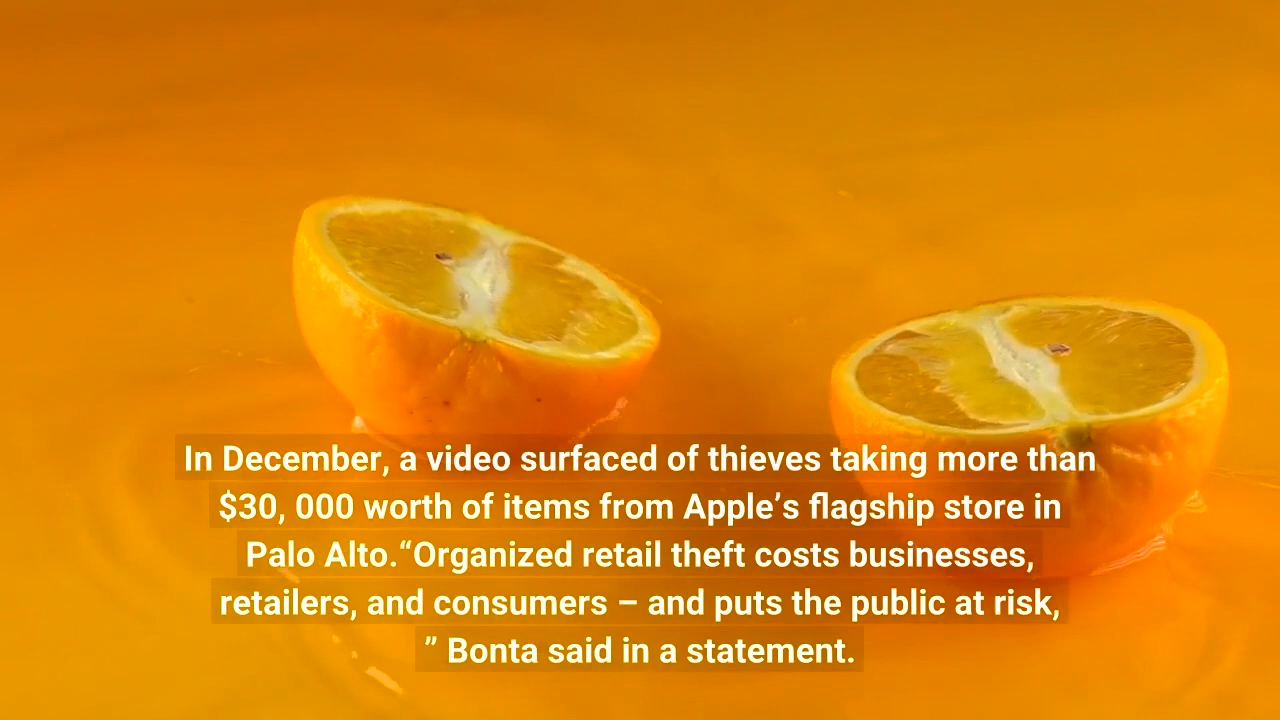 In December, a video surfaced of thieves taking more than
$30, 000 worth of items from Apple’s flagship store in
Palo Alto.“Organized retail theft costs businesses,
retailers, and consumers – and puts the public at risk,
” Bonta said in a statement.